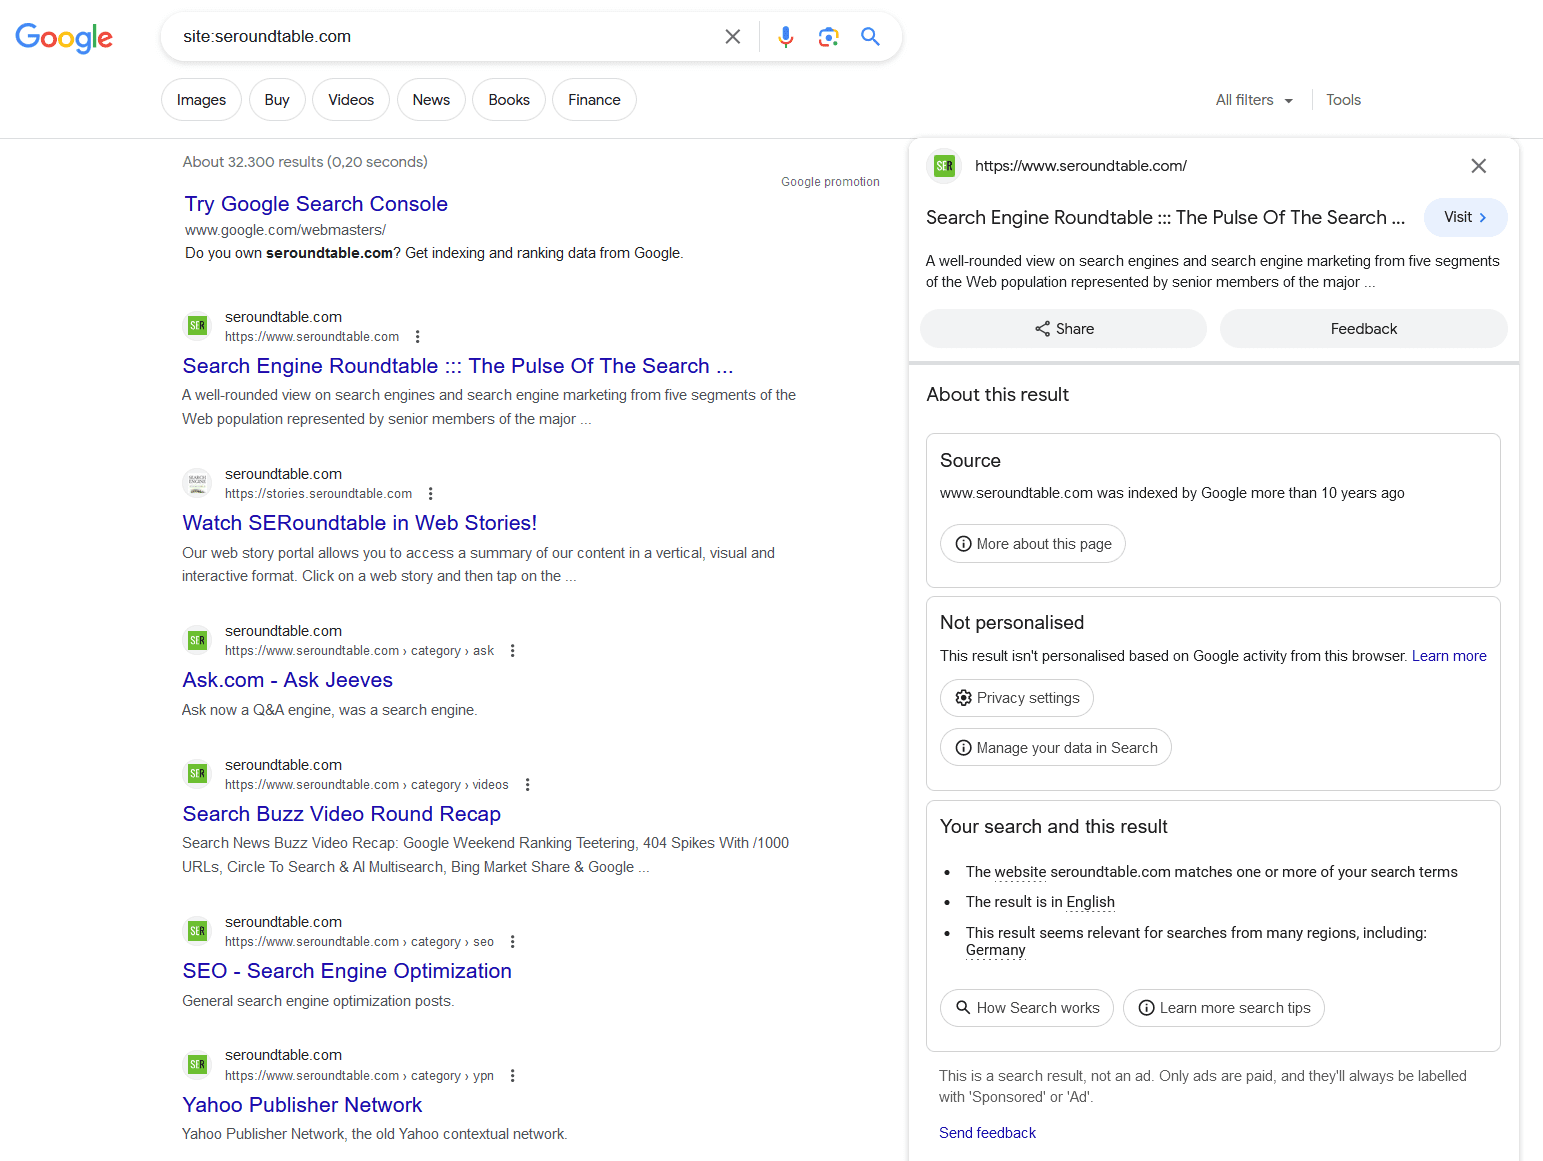 Google
site:seroundtable.com
Images
Buy
Videos
News
Books
Finance
All filters
Tools
About 32.300 results (0,20 seconds)
Google promotion
Try Google Search Console
www.google.com/webmasters/
Do you own seroundtable.com? Get indexing and ranking data from Google.
SER
seroundtable.com
https://www.seroundtable.com
Search Engine Roundtable ::: The Pulse Of The Search ...
A well-rounded view on search engines and search engine marketing from five segments of the
Web population represented by senior members of the major ...
seroundtable.com
https://stories.seroundtable.com
Watch SERoundtable in Web Stories!
Our web story portal allows you to access a summary of our content in a vertical, visual and
interactive format. Click on a web story and then tap on the ...
SER
seroundtable.com
https://www.seroundtable.com › category › ask
Ask.com - Ask Jeeves
Ask now a Q&A engine, was a search engine.
SER
seroundtable.com
https://www.seroundtable.com › category › videos
Search Buzz Video Round Recap
Search News Buzz Video Recap: Google Weekend Ranking Teetering, 404 Spikes With /1000
URLs, Circle To Search & AI Multisearch, Bing Market Share & Google ...
SER
seroundtable.com
https://www.seroundtable.com › category › seo
SEO - Search Engine Optimization
General search engine optimization posts.
SER
seroundtable.com
https://www.seroundtable.com › category › ypn
Yahoo Publisher Network
Yahoo Publisher Network, the old Yahoo contextual network.
SER
https://www.seroundtable.com/
Search Engine Roundtable ::: The Pulse Of The Search ...
Visit
A well-rounded view on search engines and search engine marketing from five segments
of the Web population represented by senior members of the major ...
Share
Feedback
About this result
Source
www.seroundtable.com was indexed by Google more than 10 years ago
More about this page
Not personalised
This result isn't personalised based on Google activity from this browser. Learn more
Privacy settings
Manage your data in Search
Your search and this result
The website seroundtable.com matches one or more of your search terms
The result is in English
This result seems relevant for searches from many regions, including:
Germany
How Search works
Learn more search tips
This is a search result, not an ad. Only ads are paid, and they'll always be labelled
with 'Sponsored' or 'Ad'.
Send feedback